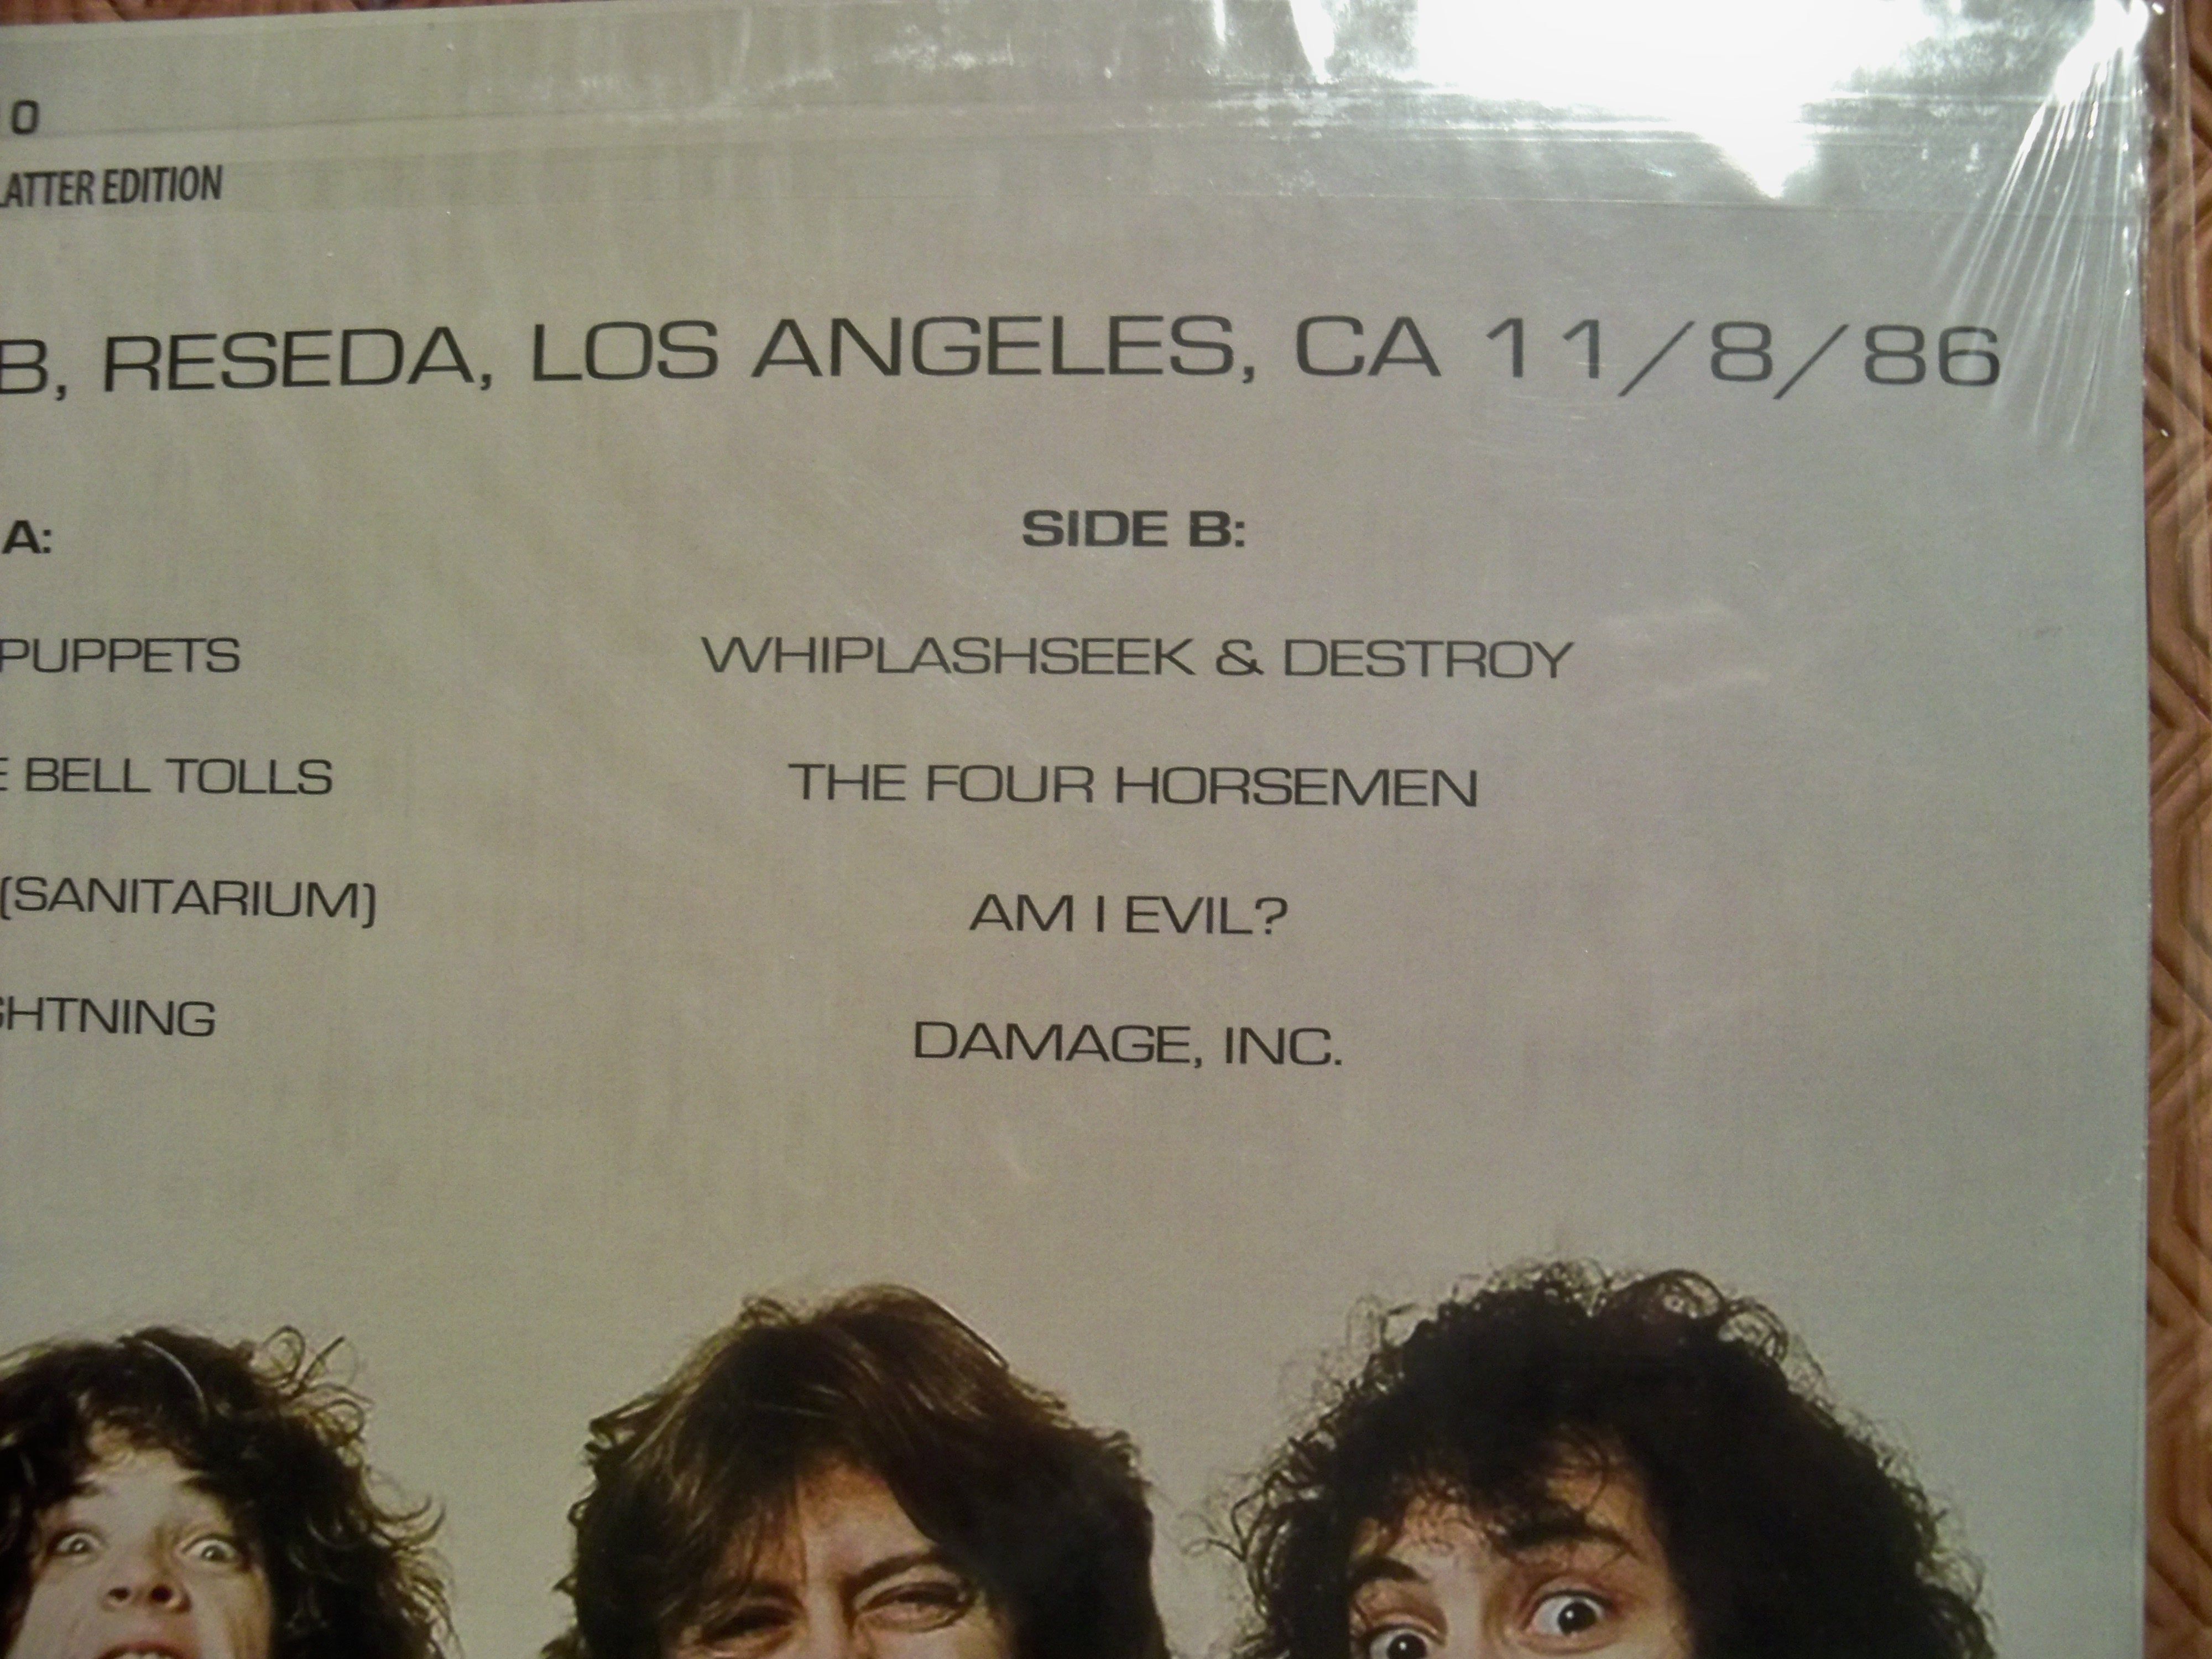 0
LATTER EDITION
B, RESEDA, LOS ANGELES, CA 11/8/86
A:
PUPPETS
E BELL TOLLS
(SANITARIUM)
GHTNING
SIDE B:
WHIPLASHSEEK & DESTROY
THE FOUR HORSEMEN
AM I EVIL?
DAMAGE, INC.